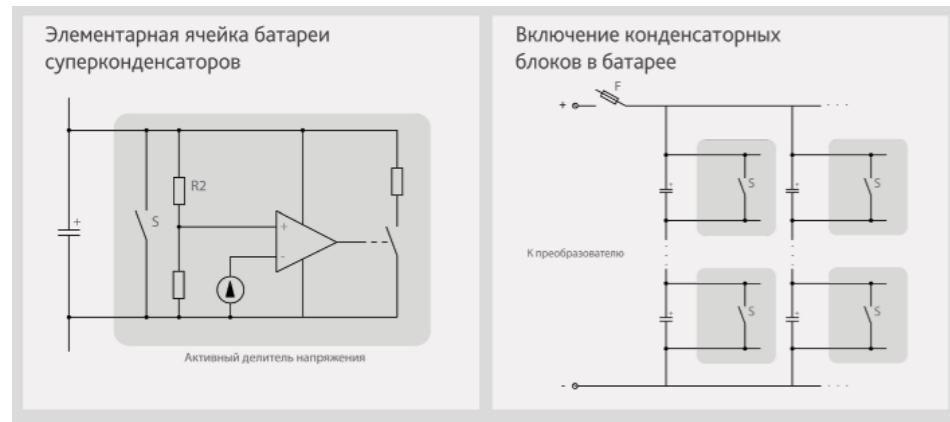 Элементарная ячейка батареи
суперконденсаторов
+
S
R2
+
-
Активный делитель напряжения
Включение конденсаторных
блоков в батарее
F
+
. . .
+
S
+
S
К преобразователю
+
S
+
S
-
. . .